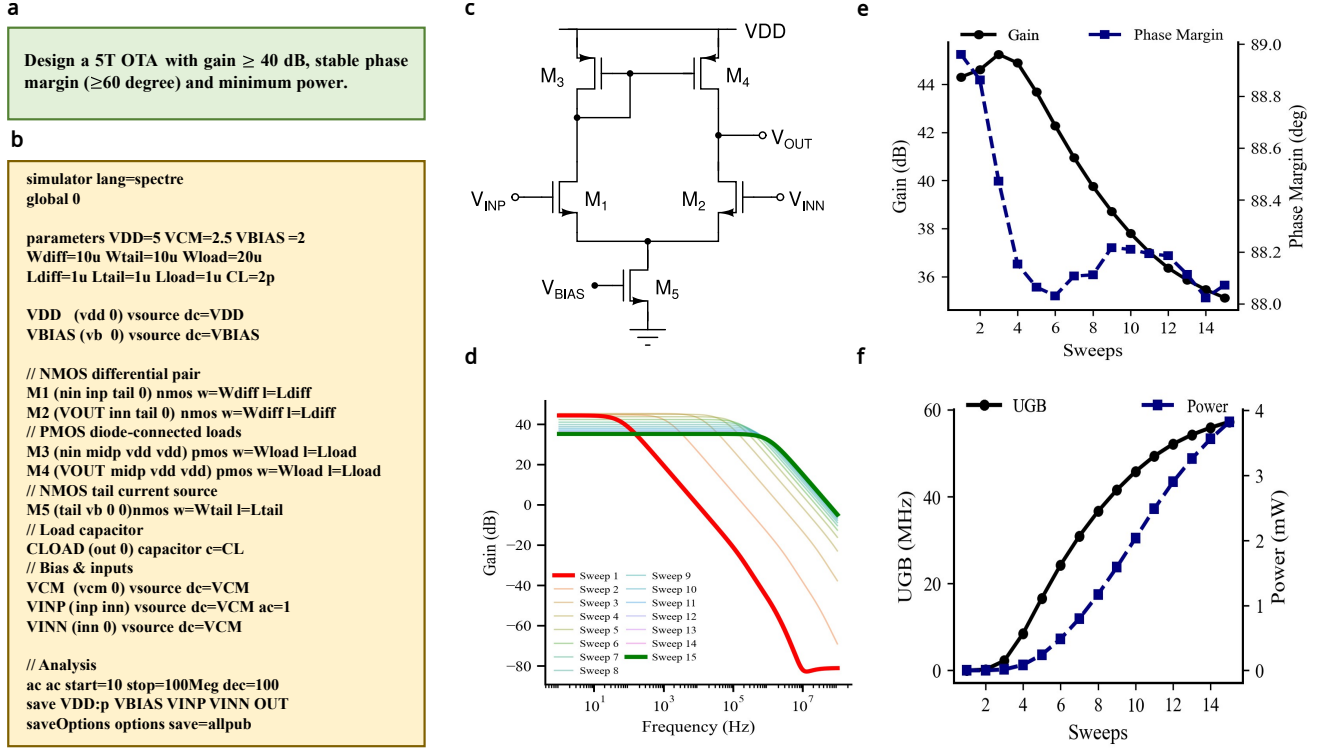 a
Design a 5T OTA with gain ≥ 40 dB, stable phase
margin (≥60 degree) and minimum power.
b
simulator lang=spectre
global 0
parameters VDD=5 VCM=2.5 VBIAS =2
Wdiff=10u Wtail=10u Wload=20u
Ldiff=1u Ltail=1u Lload=1u CL=2p
VDD (vdd 0) vsource dc=VDD
VBIAS (vb 0) vsource dc=VBIAS
// NMOS differential pair
M1 (nin inp tail 0) nmos w=Wdiff l=Ldiff
M2 (VOUT inn tail 0) nmos w=Wdiff l=Ldiff
// PMOS diode-connected loads
M3 (nin midp vdd vdd) pmos w=Wload l=Lload
M4 (VOUT midp vdd vdd) pmos w=Wload l=Lload
// NMOS tail current source
M5 (tail vb 0 0)nmos w=Wtail l=Ltail
// Load capacitor
CLOAD (out 0) capacitor c=CL
// Bias & inputs
VCM (vcm 0) vsource dc=VCM
VINP (inp inn) vsource dc=VCM ac=1
VINN (inn 0) vsource dc=VCM
// Analysis
ac ac start=10 stop=100Meg dec=100
save VDD:p VBIAS VINP VINN OUT
saveOptions options save=allpub
c
VDD
M3
M4
VOUT
VINP
M1
M2
VINN
VBIAS
M5
d
40
20
0
−20
−40
−60
−80
Gain (dB)
Sweep 1
Sweep 2
Sweep 3
Sweep 4
Sweep 5
Sweep 6
Sweep 7
Sweep 8
Sweep 9
Sweep 10
Sweep 11
Sweep 12
Sweep 13
Sweep 14
Sweep 15
10^1
10^3
10^5
10^7
Frequency (Hz)
e
Gain
Phase Margin
44
42
40
38
36
Gain (dB)
89.0
88.8
88.6
88.4
88.2
88.0
Phase Margin (deg)
2 4 6 8 10 12 14
Sweeps
f
UGB
Power
60
40
20
0
UGB (MHz)
4
3
2
1
0
Power (mW)
2 4 6 8 10 12 14
Sweeps